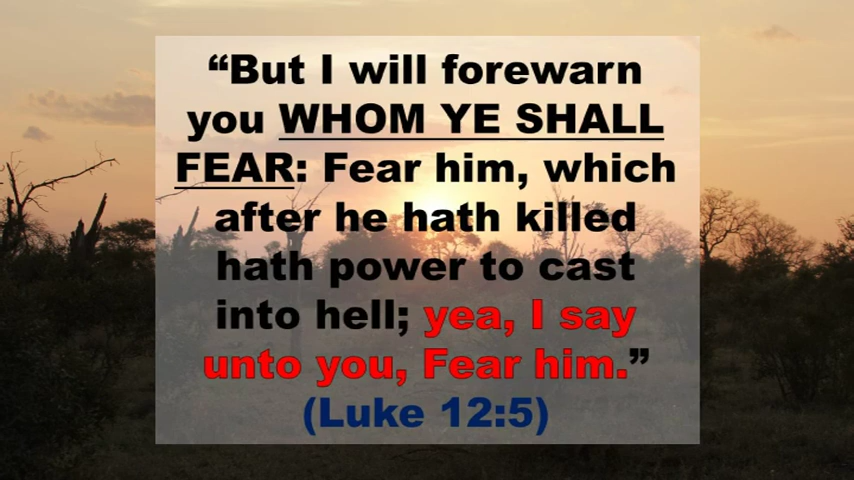 “But I will forewarn
you WHOM YE SHALL
FEAR: Fear him, which
after he hath killed
hath power to cast
into hell; yea, I say
unto you, Fear him.”
(Luke 12:5)